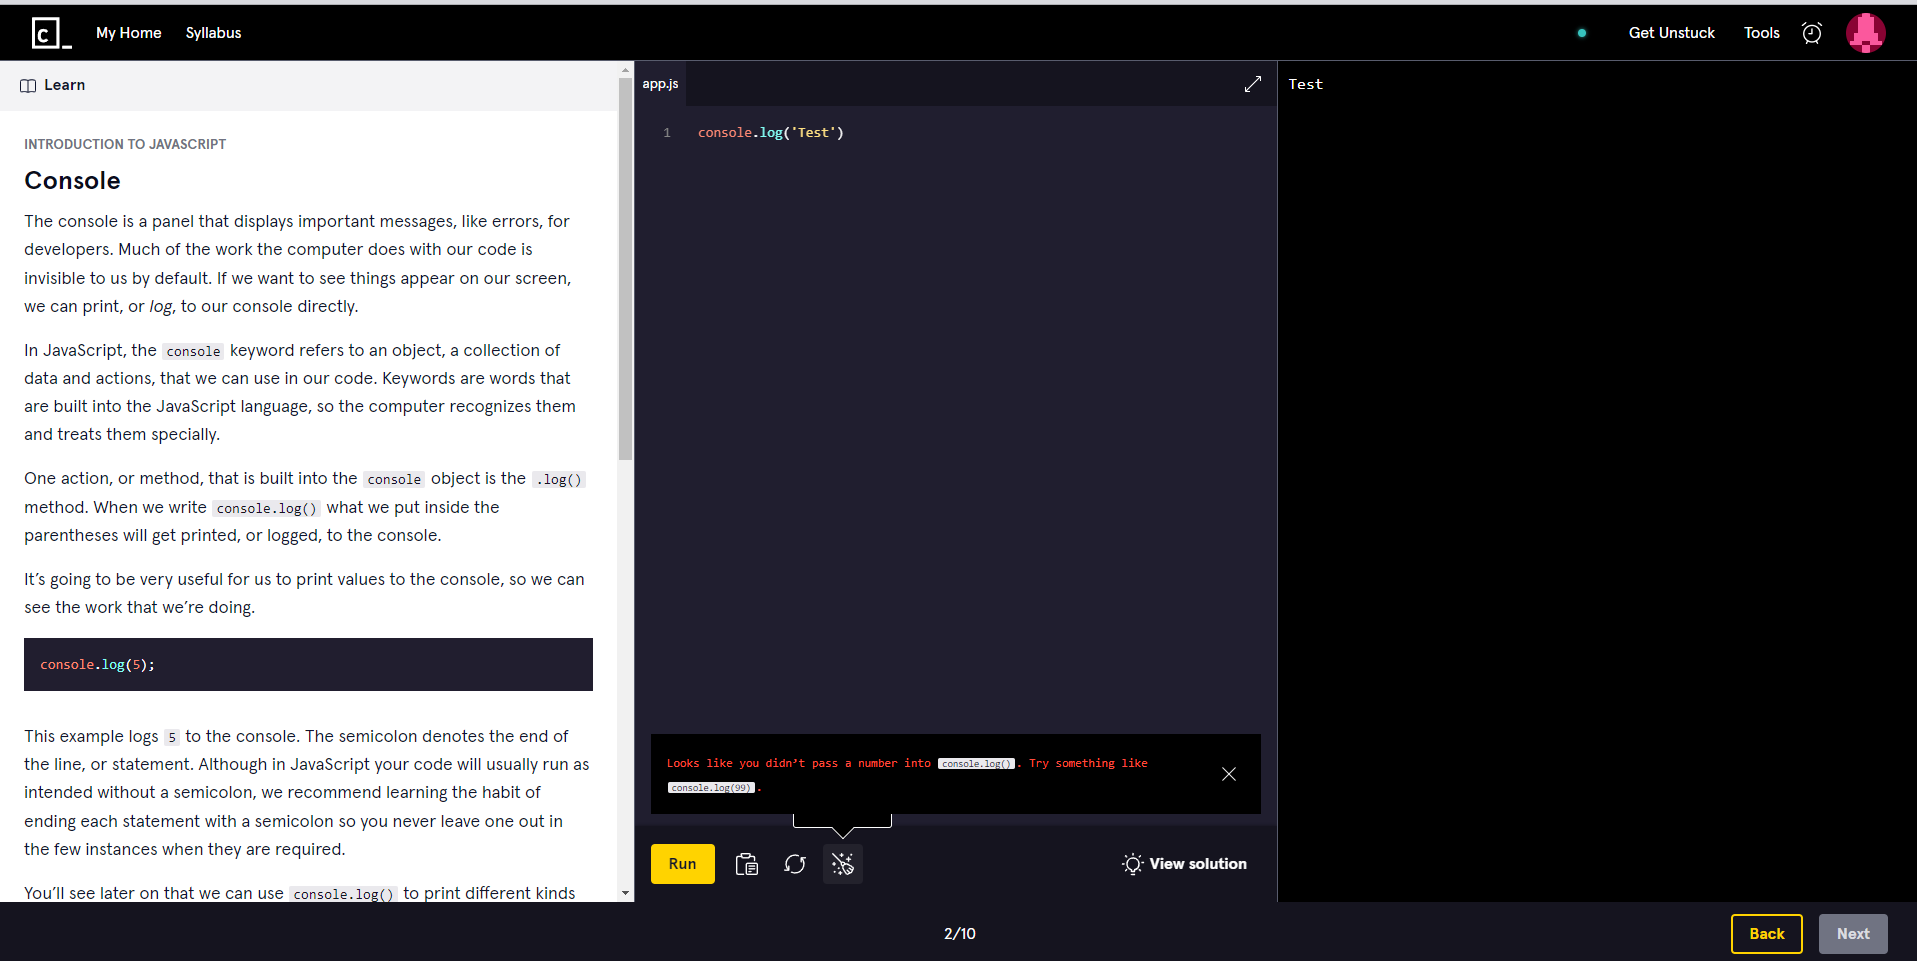 c_
My Home
Syllabus
Get Unstuck
Tools
Learn
INTRODUCTION TO JAVASCRIPT
Console
The console is a panel that displays important messages, like errors, for
developers. Much of the work the computer does with our code is
invisible to us by default. If we want to see things appear on our screen,
we can print, or log, to our console directly.
In JavaScript, the console keyword refers to an object, a collection of
data and actions, that we can use in our code. Keywords are words that
are built into the JavaScript language, so the computer recognizes them
and treats them specially.
One action, or method, that is built into the console object is the .log()
method. When we write console.log() what we put inside the
parentheses will get printed, or logged, to the console.
It’s going to be very useful for us to print values to the console, so we can
see the work that we’re doing.
console.log(5);
This example logs 5 to the console. The semicolon denotes the end of
the line, or statement. Although in JavaScript your code will usually run as
intended without a semicolon, we recommend learning the habit of
ending each statement with a semicolon so you never leave one out in
the few instances when they are required.
You’ll see later on that we can use console.log() to print different kinds
app.js
1 console.log('Test')
Looks like you didn’t pass a number into console.log(). Try something like
console.log(99).
Run
View solution
Test
2/10
Back
Next